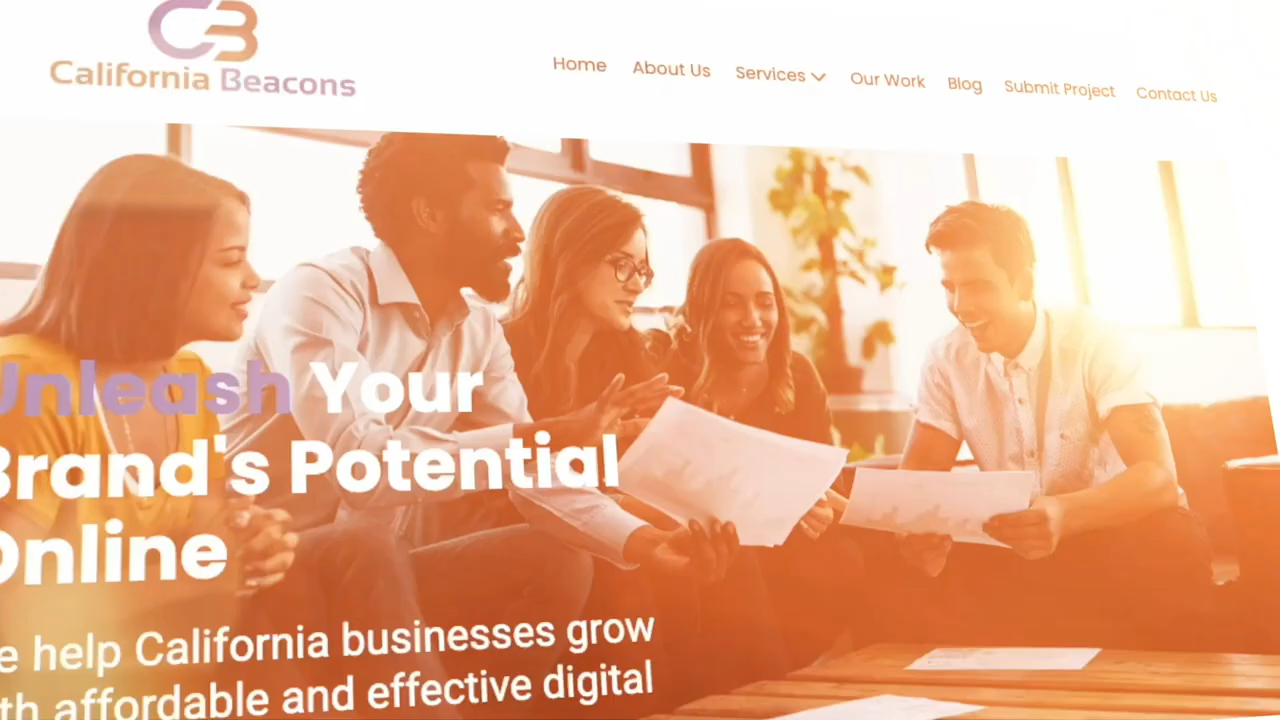 CB
California Beacons
Home About Us Services Our Work Blog Submit Project Contact Us
Unleash Your
Brand's Potential
Online
e help California businesses grow
th affordable and effective digital